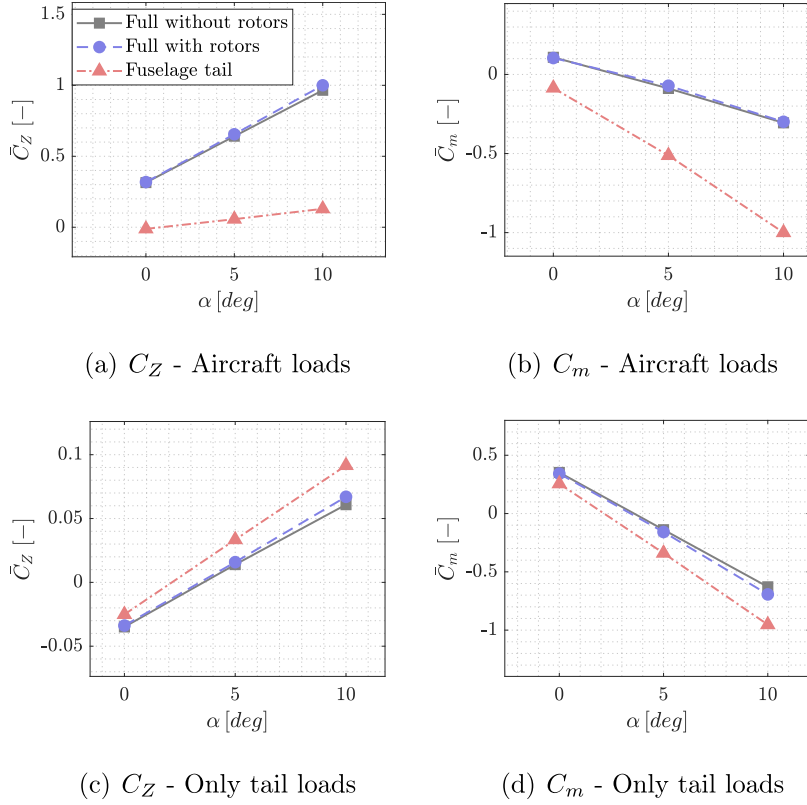 Full without rotors
Full with rotors
Fuselage tail
1.5
1
0.5
0
C̄_Z [−]
0 5 10
α [deg]
(a) C_Z - Aircraft loads
0
-0.5
-1
C̄_m [−]
0 5 10
α [deg]
(b) C_m - Aircraft loads
0.1
0.05
0
-0.05
C̄_Z [−]
0 5 10
α [deg]
(c) C_Z - Only tail loads
0.5
0
-0.5
-1
C̄_m [−]
0 5 10
α [deg]
(d) C_m - Only tail loads